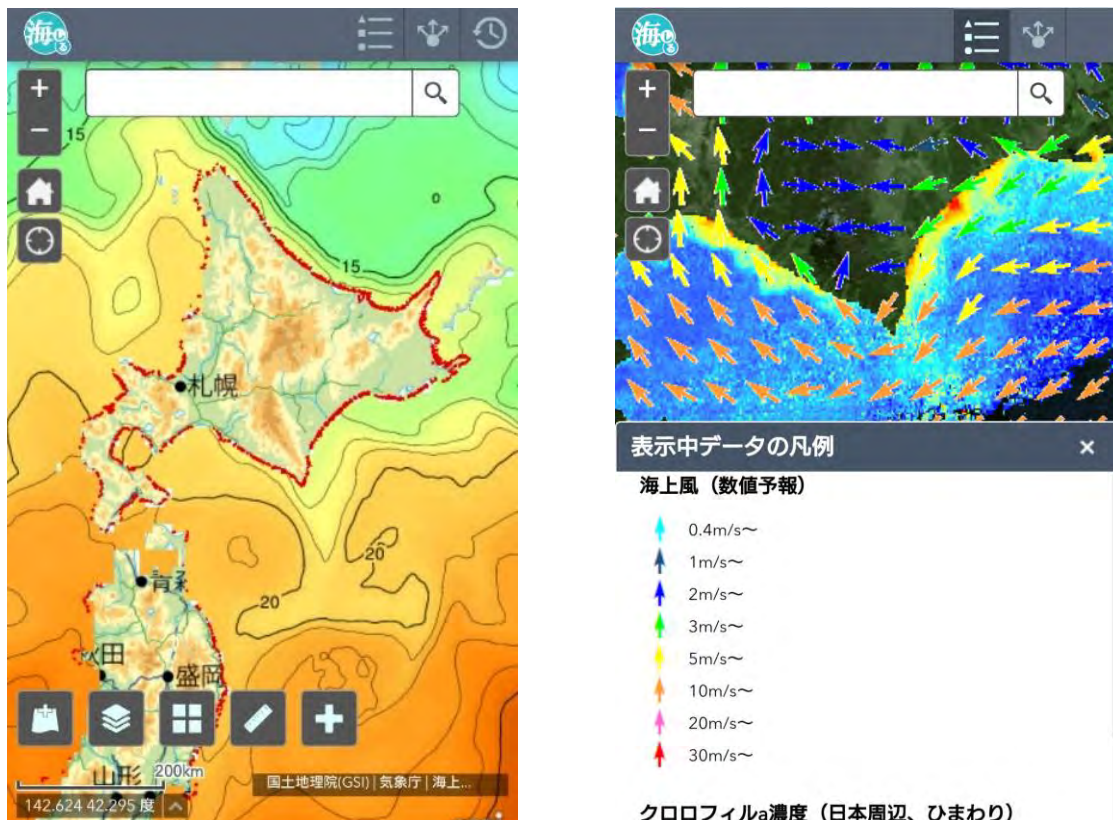 海しる
+
−
15
0
15
札幌
20
青森
20
秋田
盛岡
山形
200km
国土地理院(GSI) | 気象庁 | 海上...
142.624 42.295 度
海しる
+
−
表示中データの凡例
×
海上風（数値予報）
0.4m/s～
1m/s～
2m/s～
3m/s～
5m/s～
10m/s～
20m/s～
30m/s～
クロロフィルa濃度（日本周辺、ひまわり）